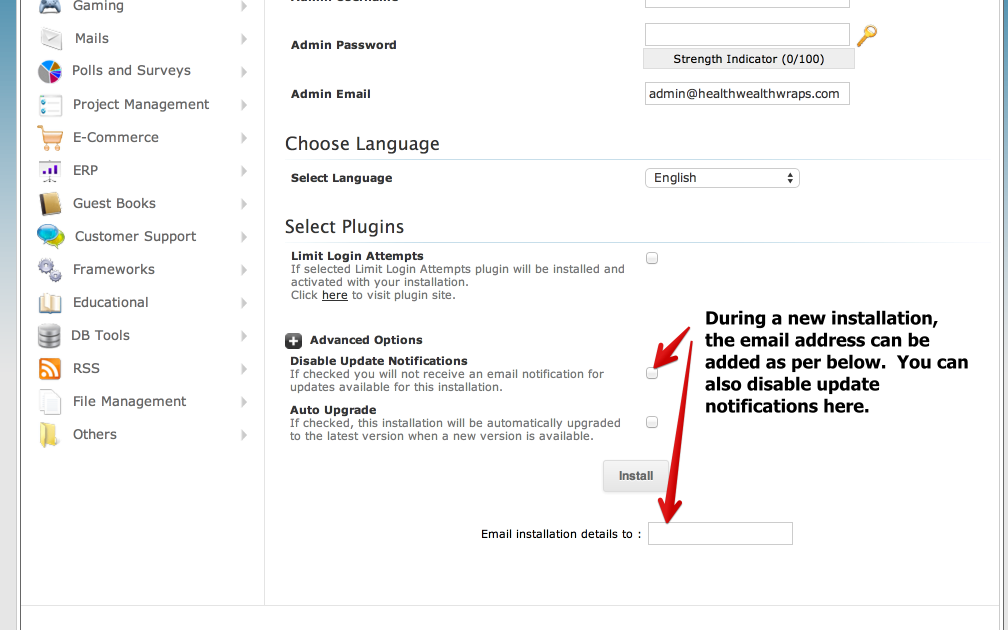 Gaming
Mails
Polls and Surveys
Project Management
E-Commerce
ERP
Guest Books
Customer Support
Frameworks
Educational
DB Tools
RSS
File Management
Others
Admin Password
Strength Indicator (0/100)
Admin Email
admin@healthwealthwraps.com
Choose Language
Select Language
English
Select Plugins
Limit Login Attempts
If selected Limit Login Attempts plugin will be installed and
activated with your installation.
Click here to visit plugin site.
Advanced Options
Disable Update Notifications
If checked you will not receive an email notification for
updates available for this installation.
Auto Upgrade
If checked, this installation will be automatically upgraded
to the latest version when a new version is available.
Install
Email installation details to :
During a new installation,
the email address can be
added as per below.  You can
also disable update
notifications here.